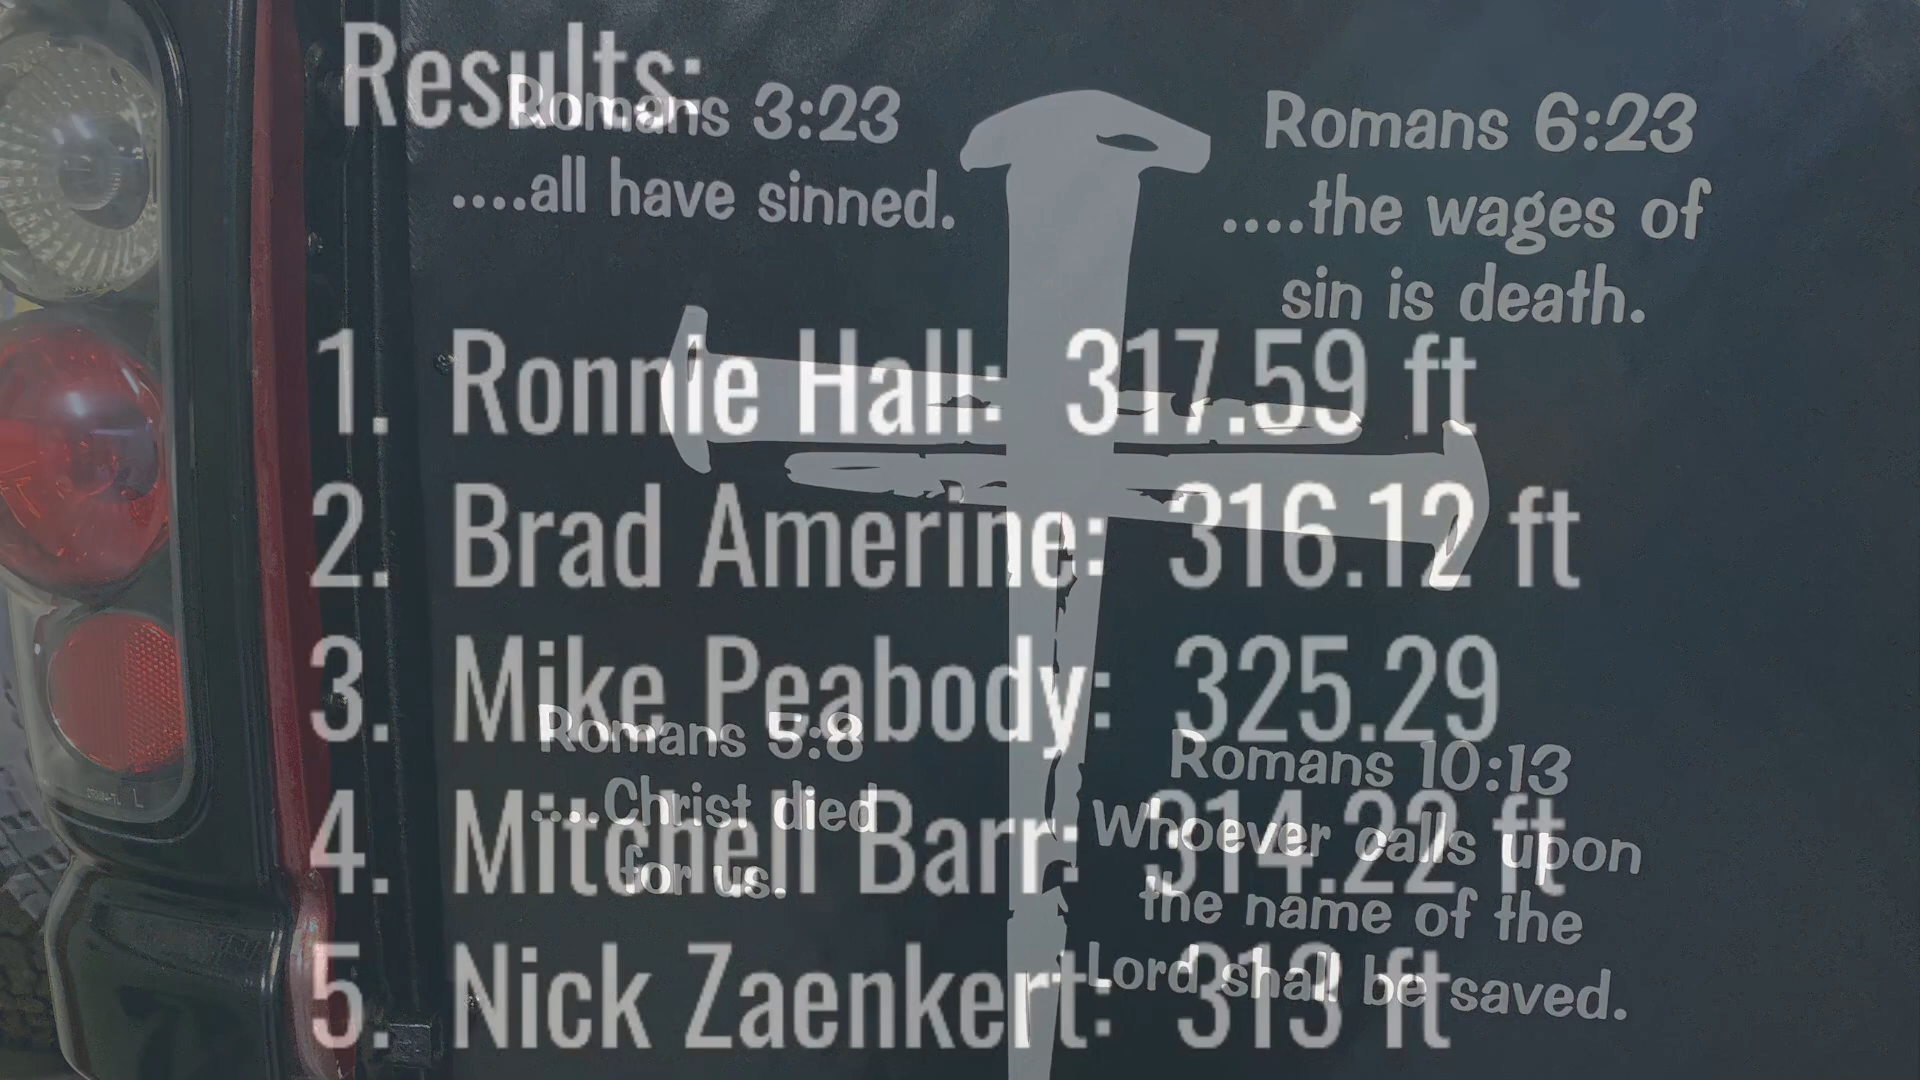 Results:
1. Ronnie Hall: 317.59 ft
2. Brad Amerine: 316.12 ft
3. Mike Peabody: 325.29
4. Mitchell Barr: 314.22 ft
5. Nick Zaenkert: 313 ft
Romans 3:23
....all have sinned.
Romans 6:23
....the wages of
sin is death.
Romans 5:8
....Christ died
for us.
Romans 10:13
Whoever calls upon
the name of the
Lord shall be saved.